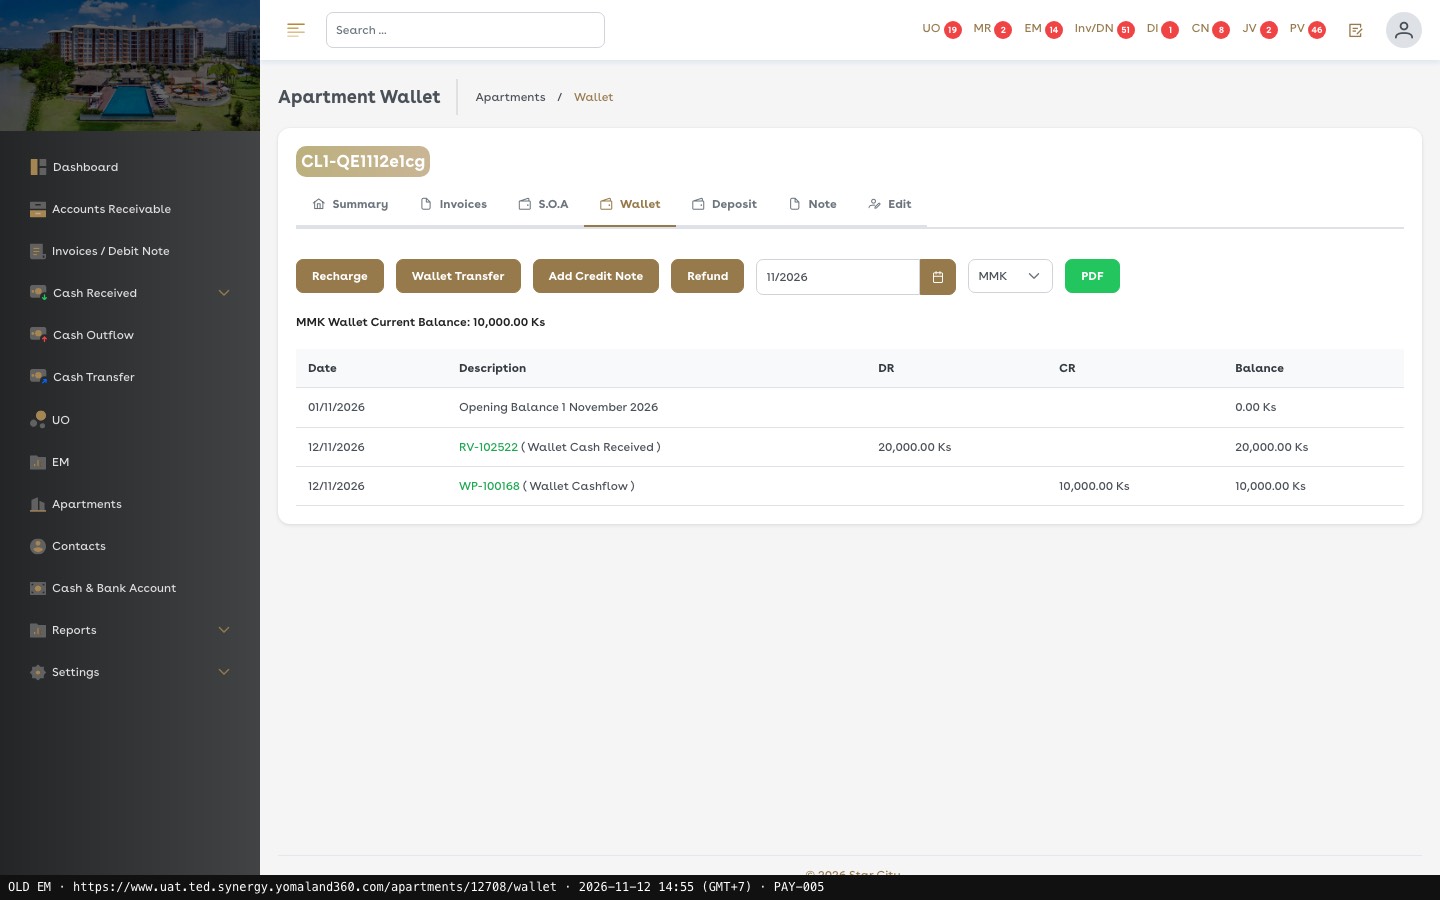 Search ...
UO 19 MR 2 EM 14 Inv/DN 51 DI 1 CN 8 JV 2 PV 46
Apartment Wallet
Apartments / Wallet
Dashboard
Accounts Receivable
Invoices / Debit Note
Cash Received
Cash Outflow
Cash Transfer
UO
EM
Apartments
Contacts
Cash & Bank Account
Reports
Settings
CL1-QE1112e1cg
Summary Invoices S.O.A Wallet Deposit Note Edit
Recharge Wallet Transfer Add Credit Note Refund 11/2026 MMK PDF
MMK Wallet Current Balance: 10,000.00 Ks
Date Description DR CR Balance
01/11/2026 Opening Balance 1 November 2026 0.00 Ks
12/11/2026 RV-102522 ( Wallet Cash Received ) 20,000.00 Ks 20,000.00 Ks
12/11/2026 WP-100168 ( Wallet Cashflow ) 10,000.00 Ks 10,000.00 Ks
© 2026 Star City
OLD EM · https://www.uat.ted.synergy.yomaland360.com/apartments/12708/wallet · 2026-11-12 14:55 (GMT+7) · PAY-005